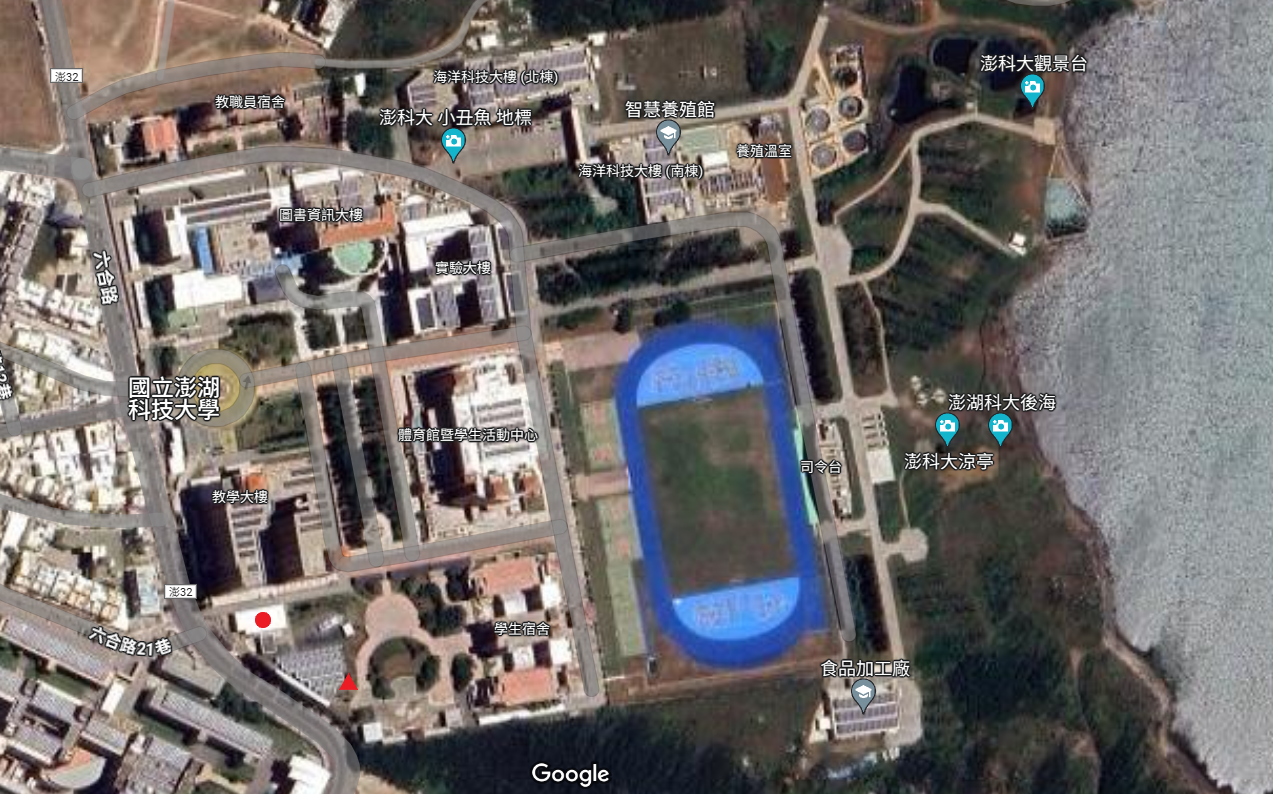 澎科大觀景台
澎32
海洋科技大樓 (北棟)
教職員宿舍
智慧養殖館
澎科大 小丑魚 地標
養殖溫室
海洋科技大樓 (南棟)
圖書資訊大樓
六合路
實驗大樓
國立澎湖
科技大學
澎湖科大後海
體育館暨學生活動中心
澎科大涼亭
司令台
教學大樓
澎32
六合路21巷
學生宿舍
食品加工廠
Google